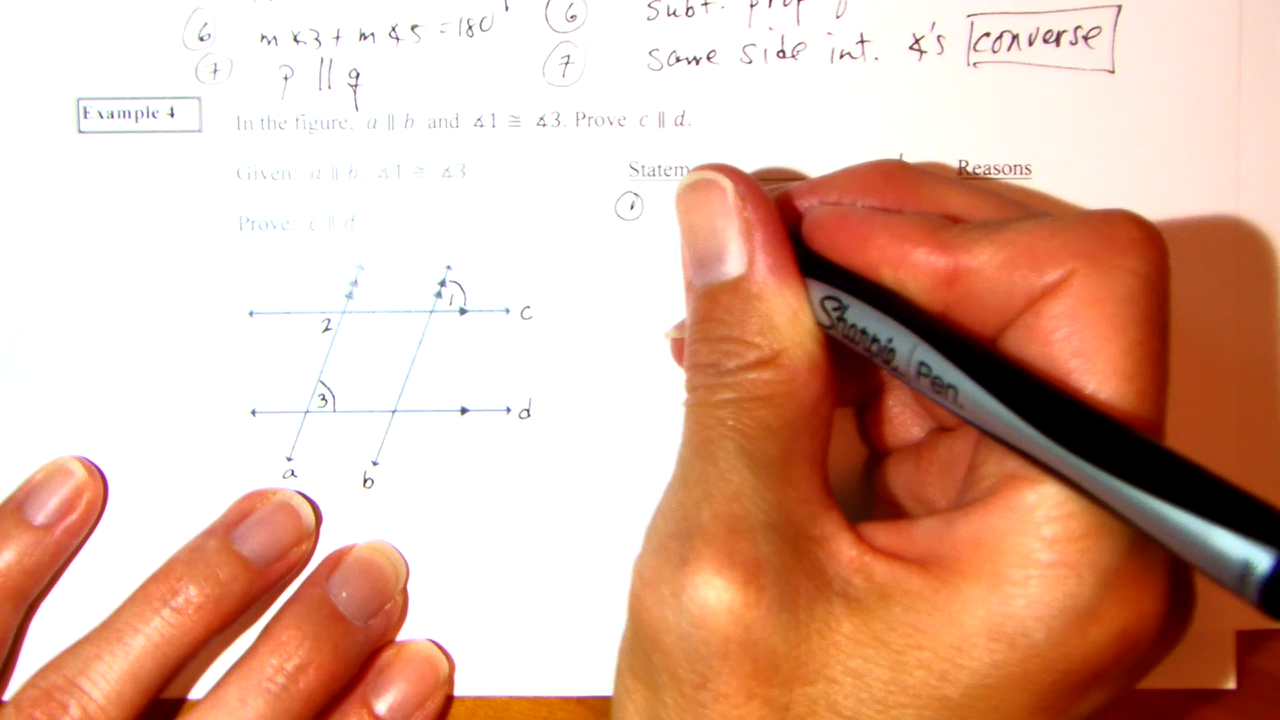 ⑥ m∡3 + m∡5 = 180 ⑥ Subt. prop
⑦ p || q ⑦ same side int. ∡'s converse
Example 4
In the figure, a || b and ∡1 ≅ ∡3. Prove c || d.
Given: a || b, ∡1 ≅ ∡3
Statem Reasons
①
Prove: c || d
1
2
c
3
d
a
b
Sharpie. Pen.